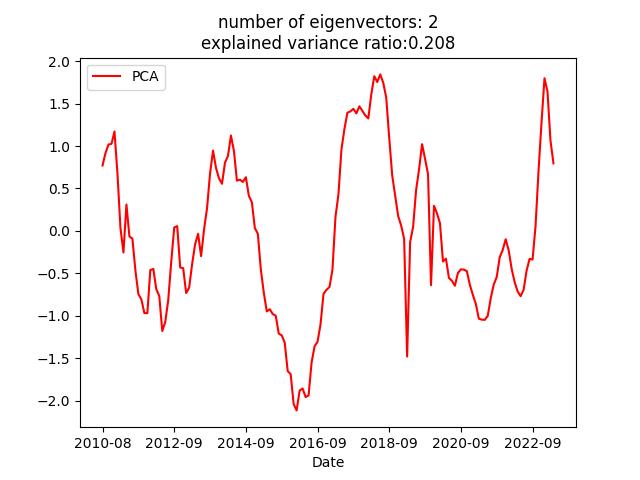 number of eigenvectors: 2
explained variance ratio:0.208
PCA
2.0
1.5
1.0
0.5
0.0
−0.5
−1.0
−1.5
−2.0
2010-08 2012-09 2014-09 2016-09 2018-09 2020-09 2022-09
Date